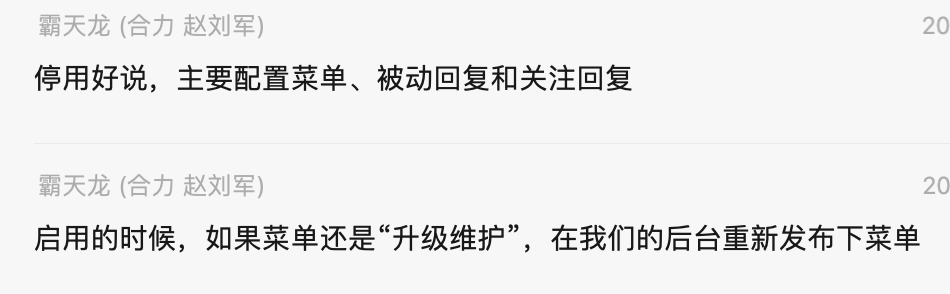 霸天龙 (合力 赵刘军) 20
停用好说，主要配置菜单、被动回复和关注回复
霸天龙 (合力 赵刘军) 20
启用的时候，如果菜单还是“升级维护”，在我们的后台重新发布下菜单